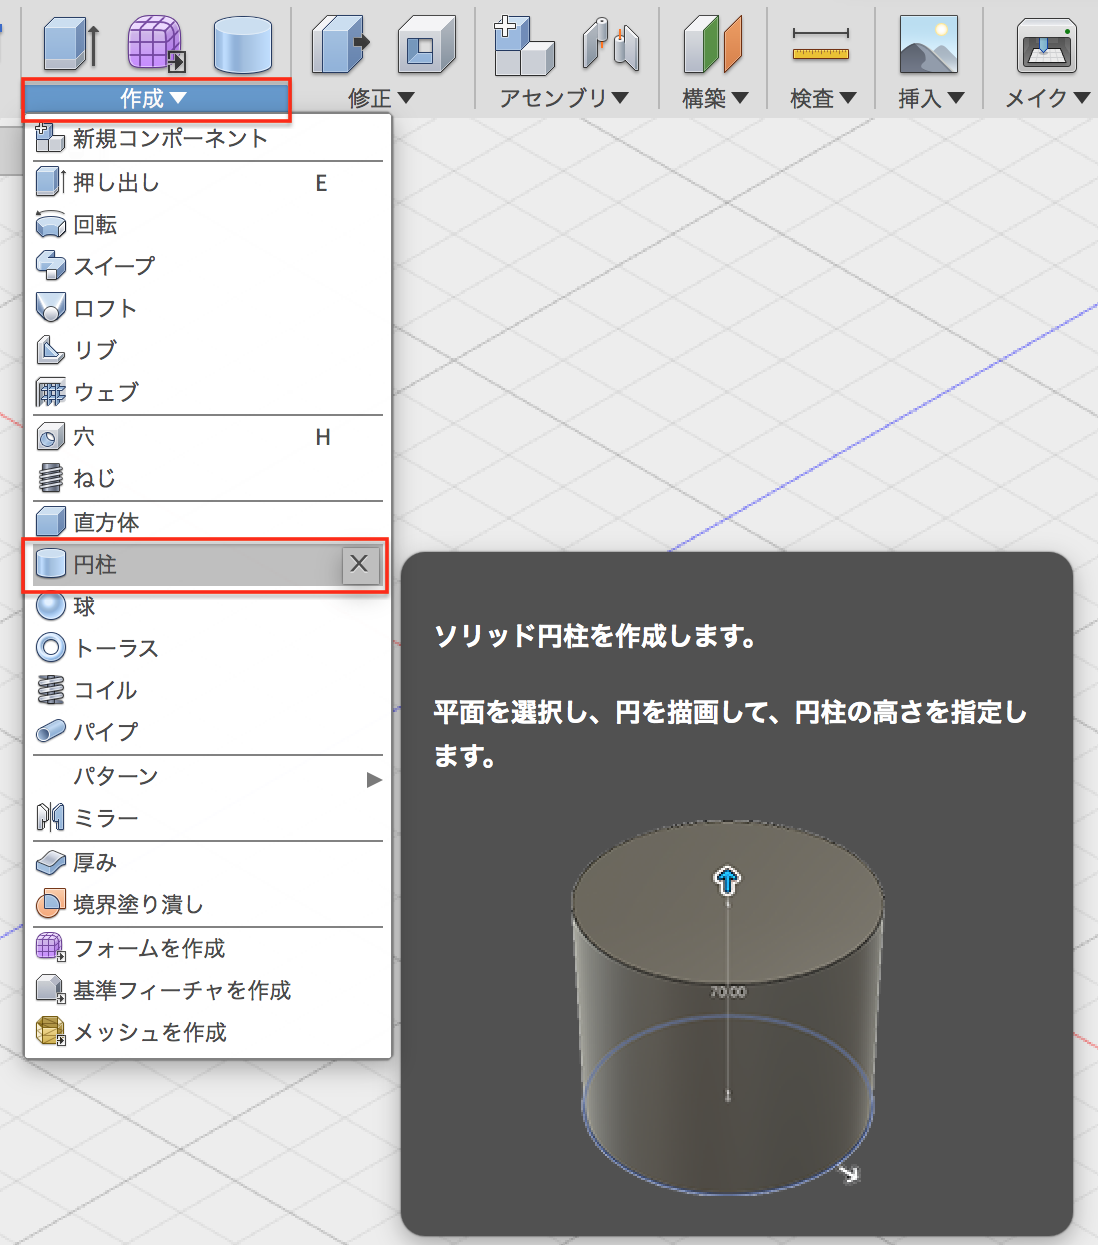 作成▼
修正▼
アセンブリ▼
構築▼
検査▼
挿入▼
メイク▼
新規コンポーネント
押し出し E
回転
スイープ
ロフト
リブ
ウェブ
穴 H
ねじ
直方体
円柱
球
トーラス
コイル
パイプ
パターン ▶
ミラー
厚み
境界塗り潰し
フォームを作成
基準フィーチャを作成
メッシュを作成
ソリッド円柱を作成します。
平面を選択し、円を描画して、円柱の高さを指定し
ます。
70.00